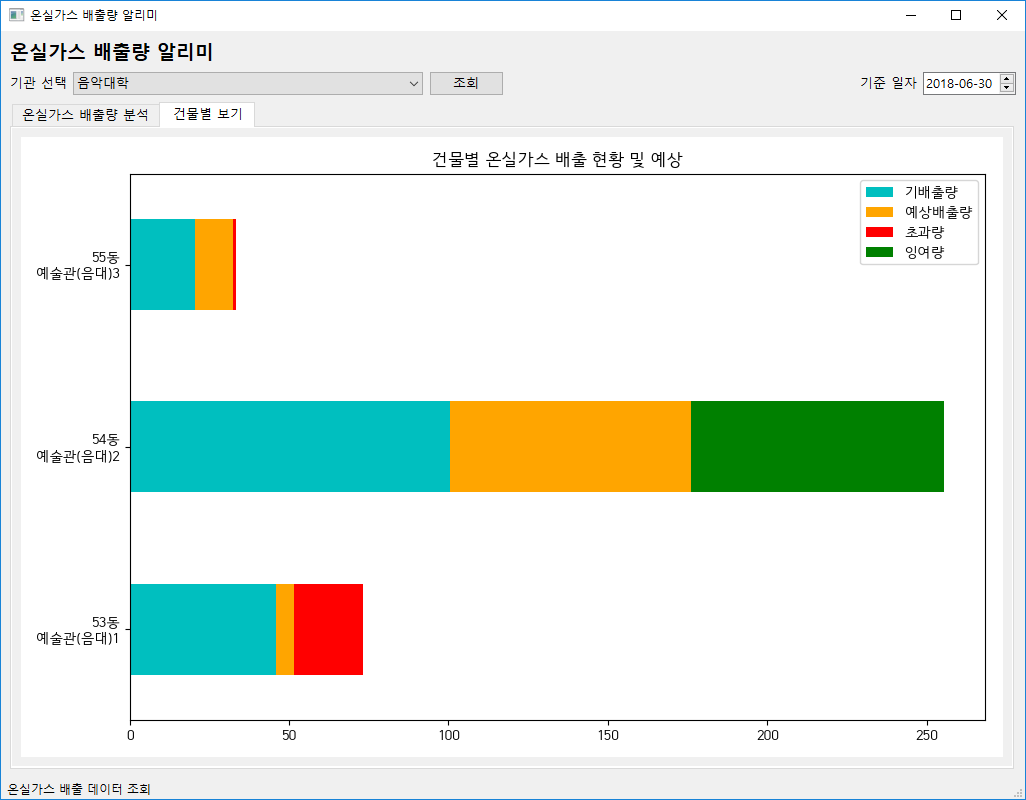 온실가스 배출량 알리미
온실가스 배출량 알리미
기관 선택 음악대학 조회 기준 일자 2018-06-30
온실가스 배출량 분석 건물별 보기
건물별 온실가스 배출 현황 및 예상
기배출량
예상배출량
초과량
잉여량
55동
예술관(음대)3
54동
예술관(음대)2
53동
예술관(음대)1
0 50 100 150 200 250
온실가스 배출 데이터 조회